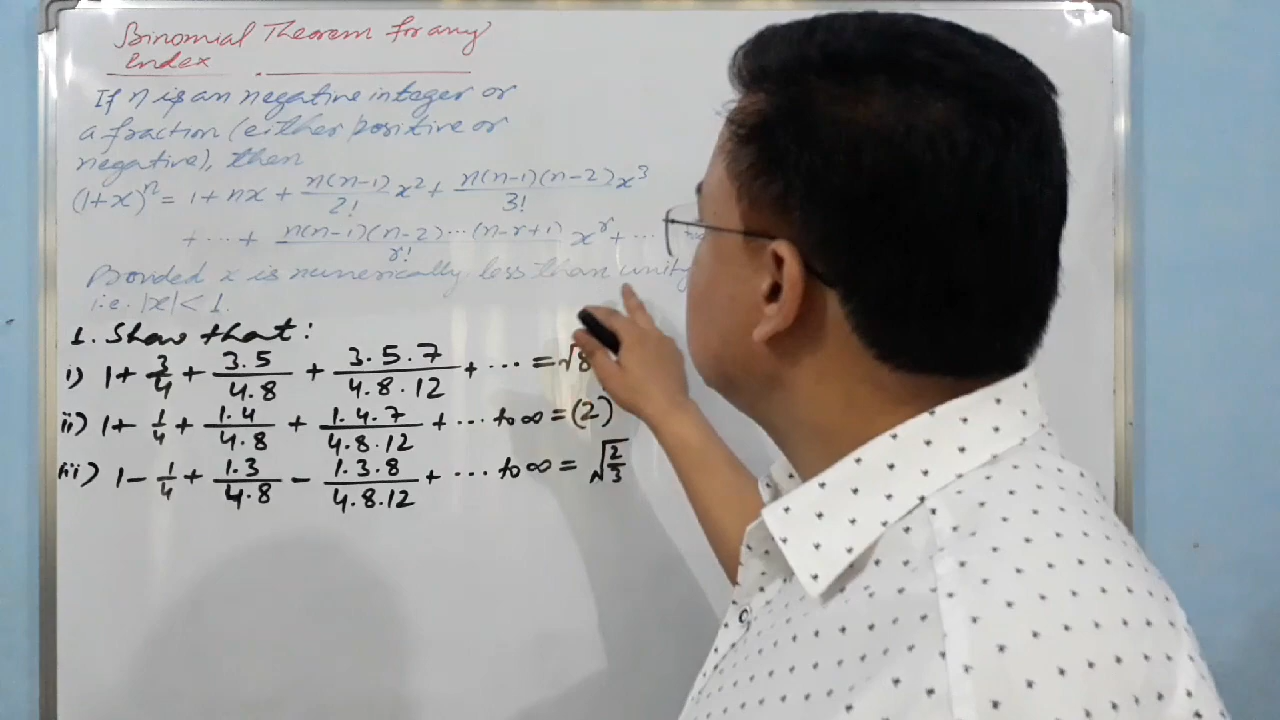 Binomial Theorem for any
Index
If n is an negative integer or
a fraction (either positive or
negative), then
(1+x)^n = 1 + nx + n(n-1)/2! x^2 + n(n-1)(n-2)x^3/3!
+ ... + n(n-1)(n-2)...(n-r+1)/r! x^r + ...
Provided x is numerically less than unity
i.e. |x| < 1.
1. Show that:
i) 1 + 3/4 + 3.5/4.8 + 3.5.7/4.8.12 + ... = √8
ii) 1 + 1/4 + 1.4/4.8 + 1.4.7/4.8.12 + ... to ∞ = (2)
iii) 1 - 1/4 + 1.3/4.8 - 1.3.8/4.8.12 + ... to ∞ = √2/3